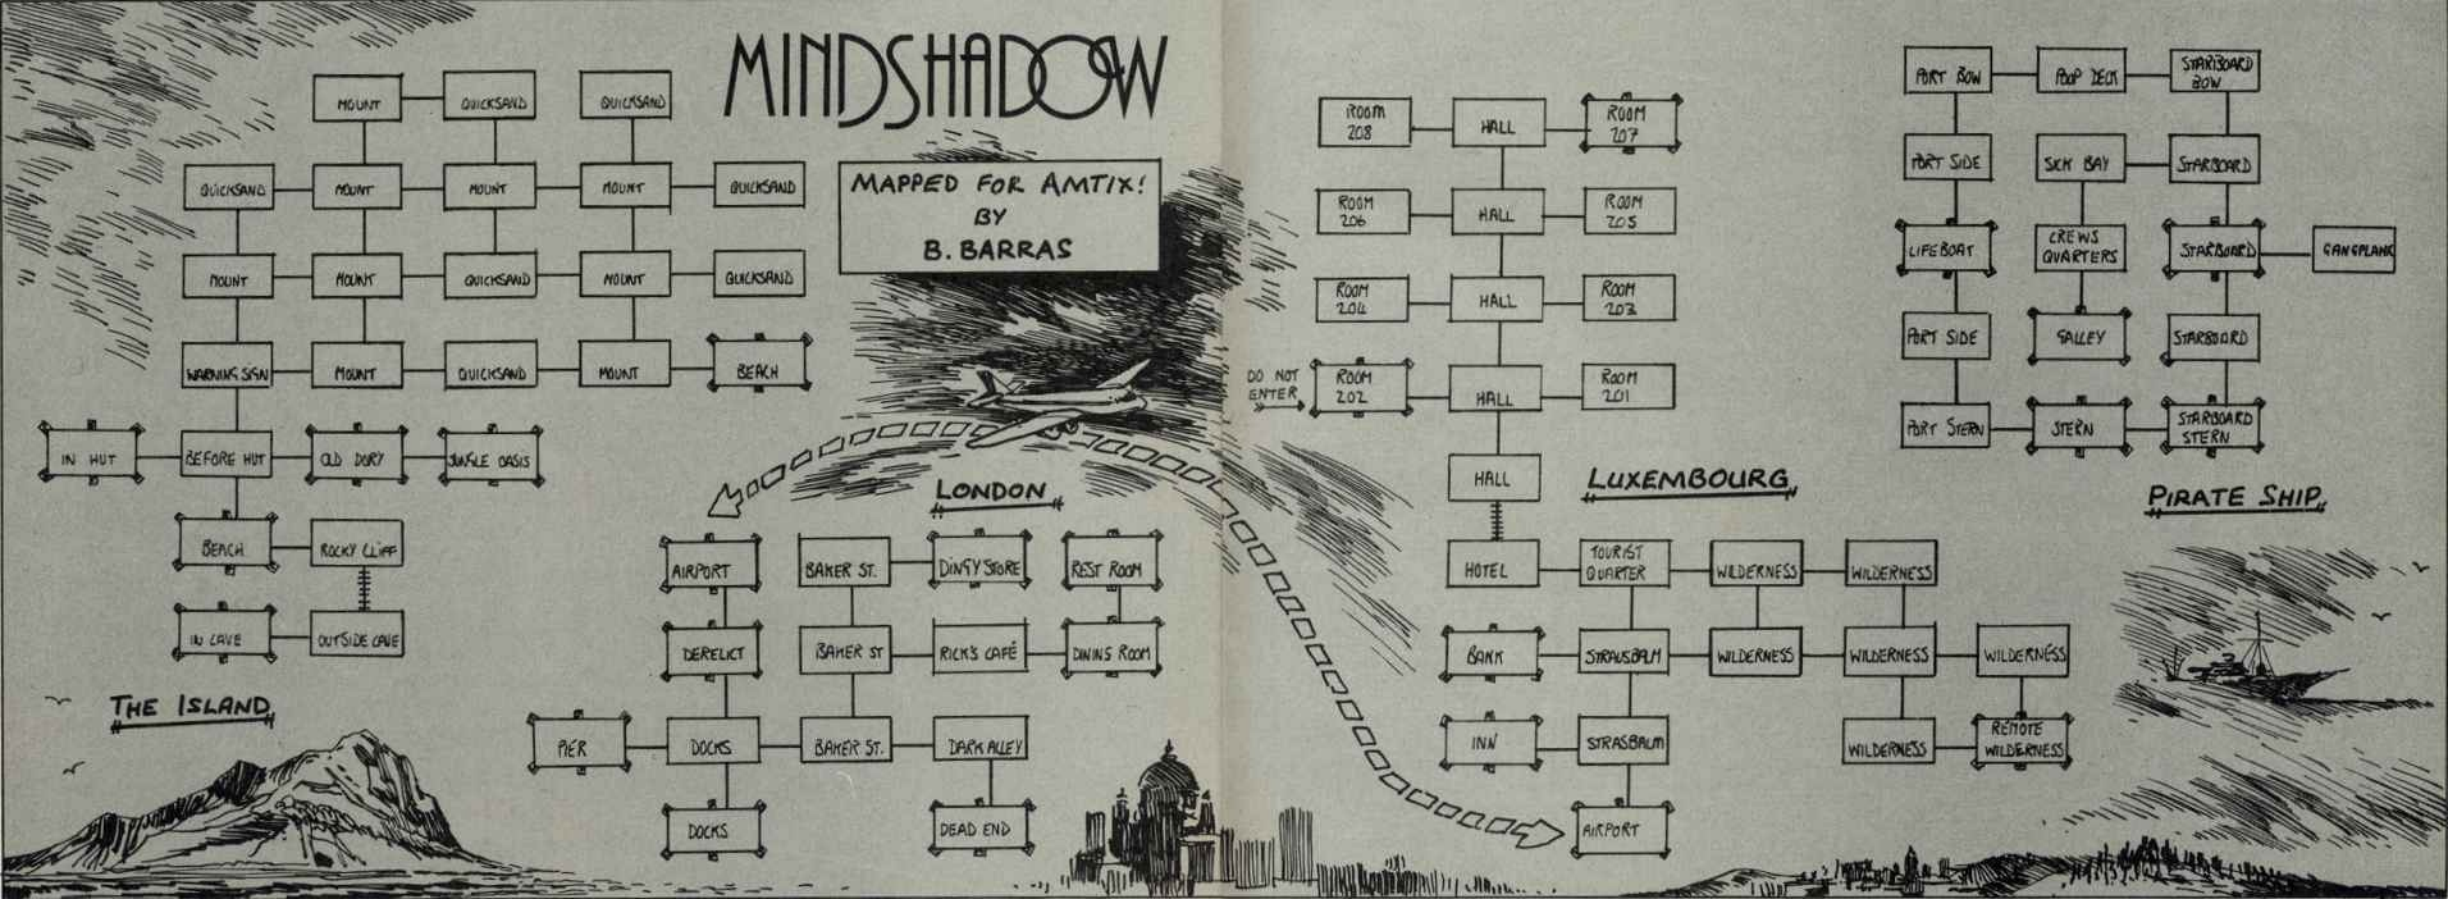 MINDSHADOW
MAPPED FOR AMTIX!
BY
B. BARRAS
MOUNT
QUICKSAND
QUICKSAND
QUICKSAND
MOUNT
MOUNT
MOUNT
QUICKSAND
MOUNT
MOUNT
QUICKSAND
MOUNT
QUICKSAND
WARNING SIGN
MOUNT
QUICKSAND
MOUNT
BEACH
IN HUT
BEFORE HUT
OLD DORY
JUNGLE OASIS
BEACH
ROCKY CLIFF
IN CAVE
OUTSIDE CAVE
THE ISLAND
LONDON
AIRPORT
BAKER ST.
DINGY STORE
REST ROOM
DERELICT
BAKER ST
RICK'S CAFÉ
DINING ROOM
PIER
DOCKS
BAKER ST.
DARK ALLEY
DOCKS
DEAD END
ROOM
208
HALL
ROOM
207
ROOM
206
HALL
ROOM
205
ROOM
204
HALL
ROOM
203
DO NOT
ENTER
ROOM
202
HALL
ROOM
201
HALL
LUXEMBOURG
HOTEL
TOURIST
QUARTER
WILDERNESS
WILDERNESS
BANK
STRAUSBALM
WILDERNESS
WILDERNESS
WILDERNESS
INN
STRASBALM
WILDERNESS
REMOTE
WILDERNESS
AIRPORT
PORT BOW
POOP DECK
STARBOARD
BOW
PORT SIDE
SICK BAY
STARBOARD
LIFEBOAT
CREWS
QUARTERS
STARBOARD
GANGPLANK
PORT SIDE
GALLEY
STARBOARD
PORT STERN
STERN
STARBOARD
STERN
PIRATE SHIP